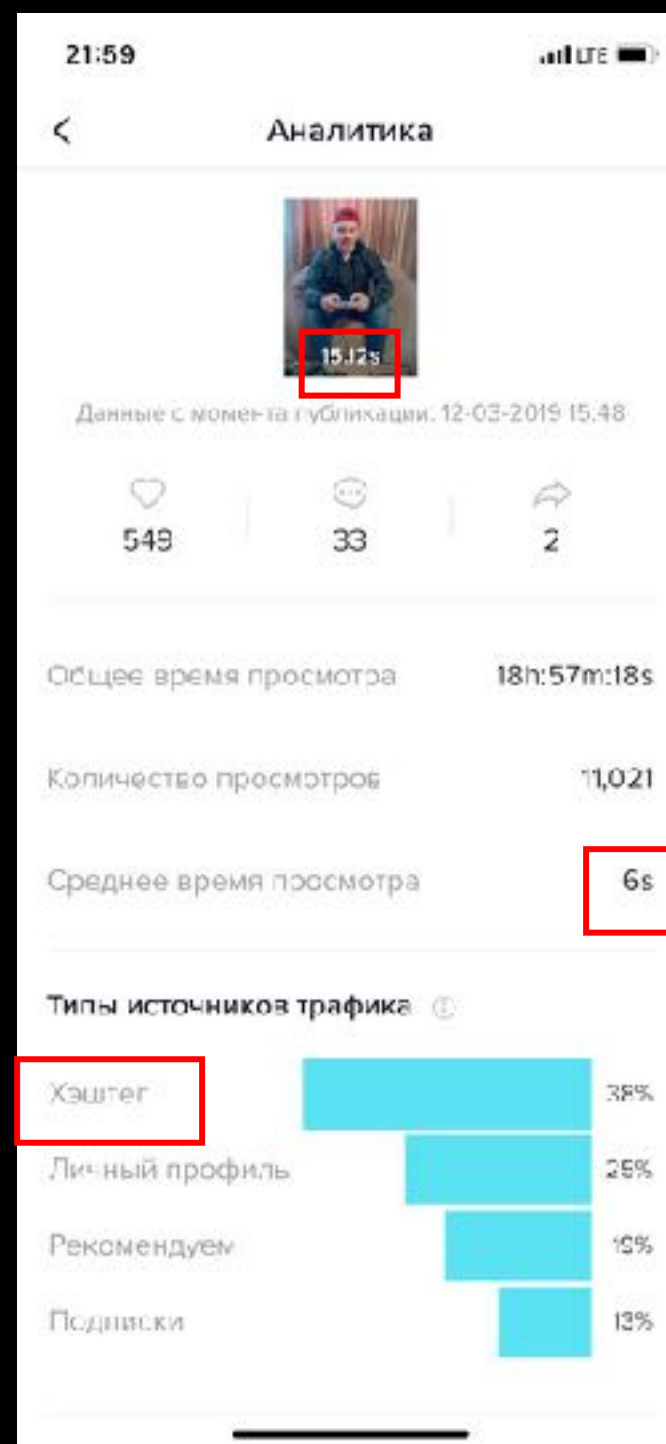 21:59 LTE
Аналитика
15.12s
Данные с момента публикации: 12-03-2019 15:48
549 33 2
Общее время просмотра 18h:57m:18s
Количество просмотров 11,021
Среднее время просмотра 6s
Типы источников трафика
Хэштег 38%
Личный профиль
Рекомендуем 19%
Подписки 13%